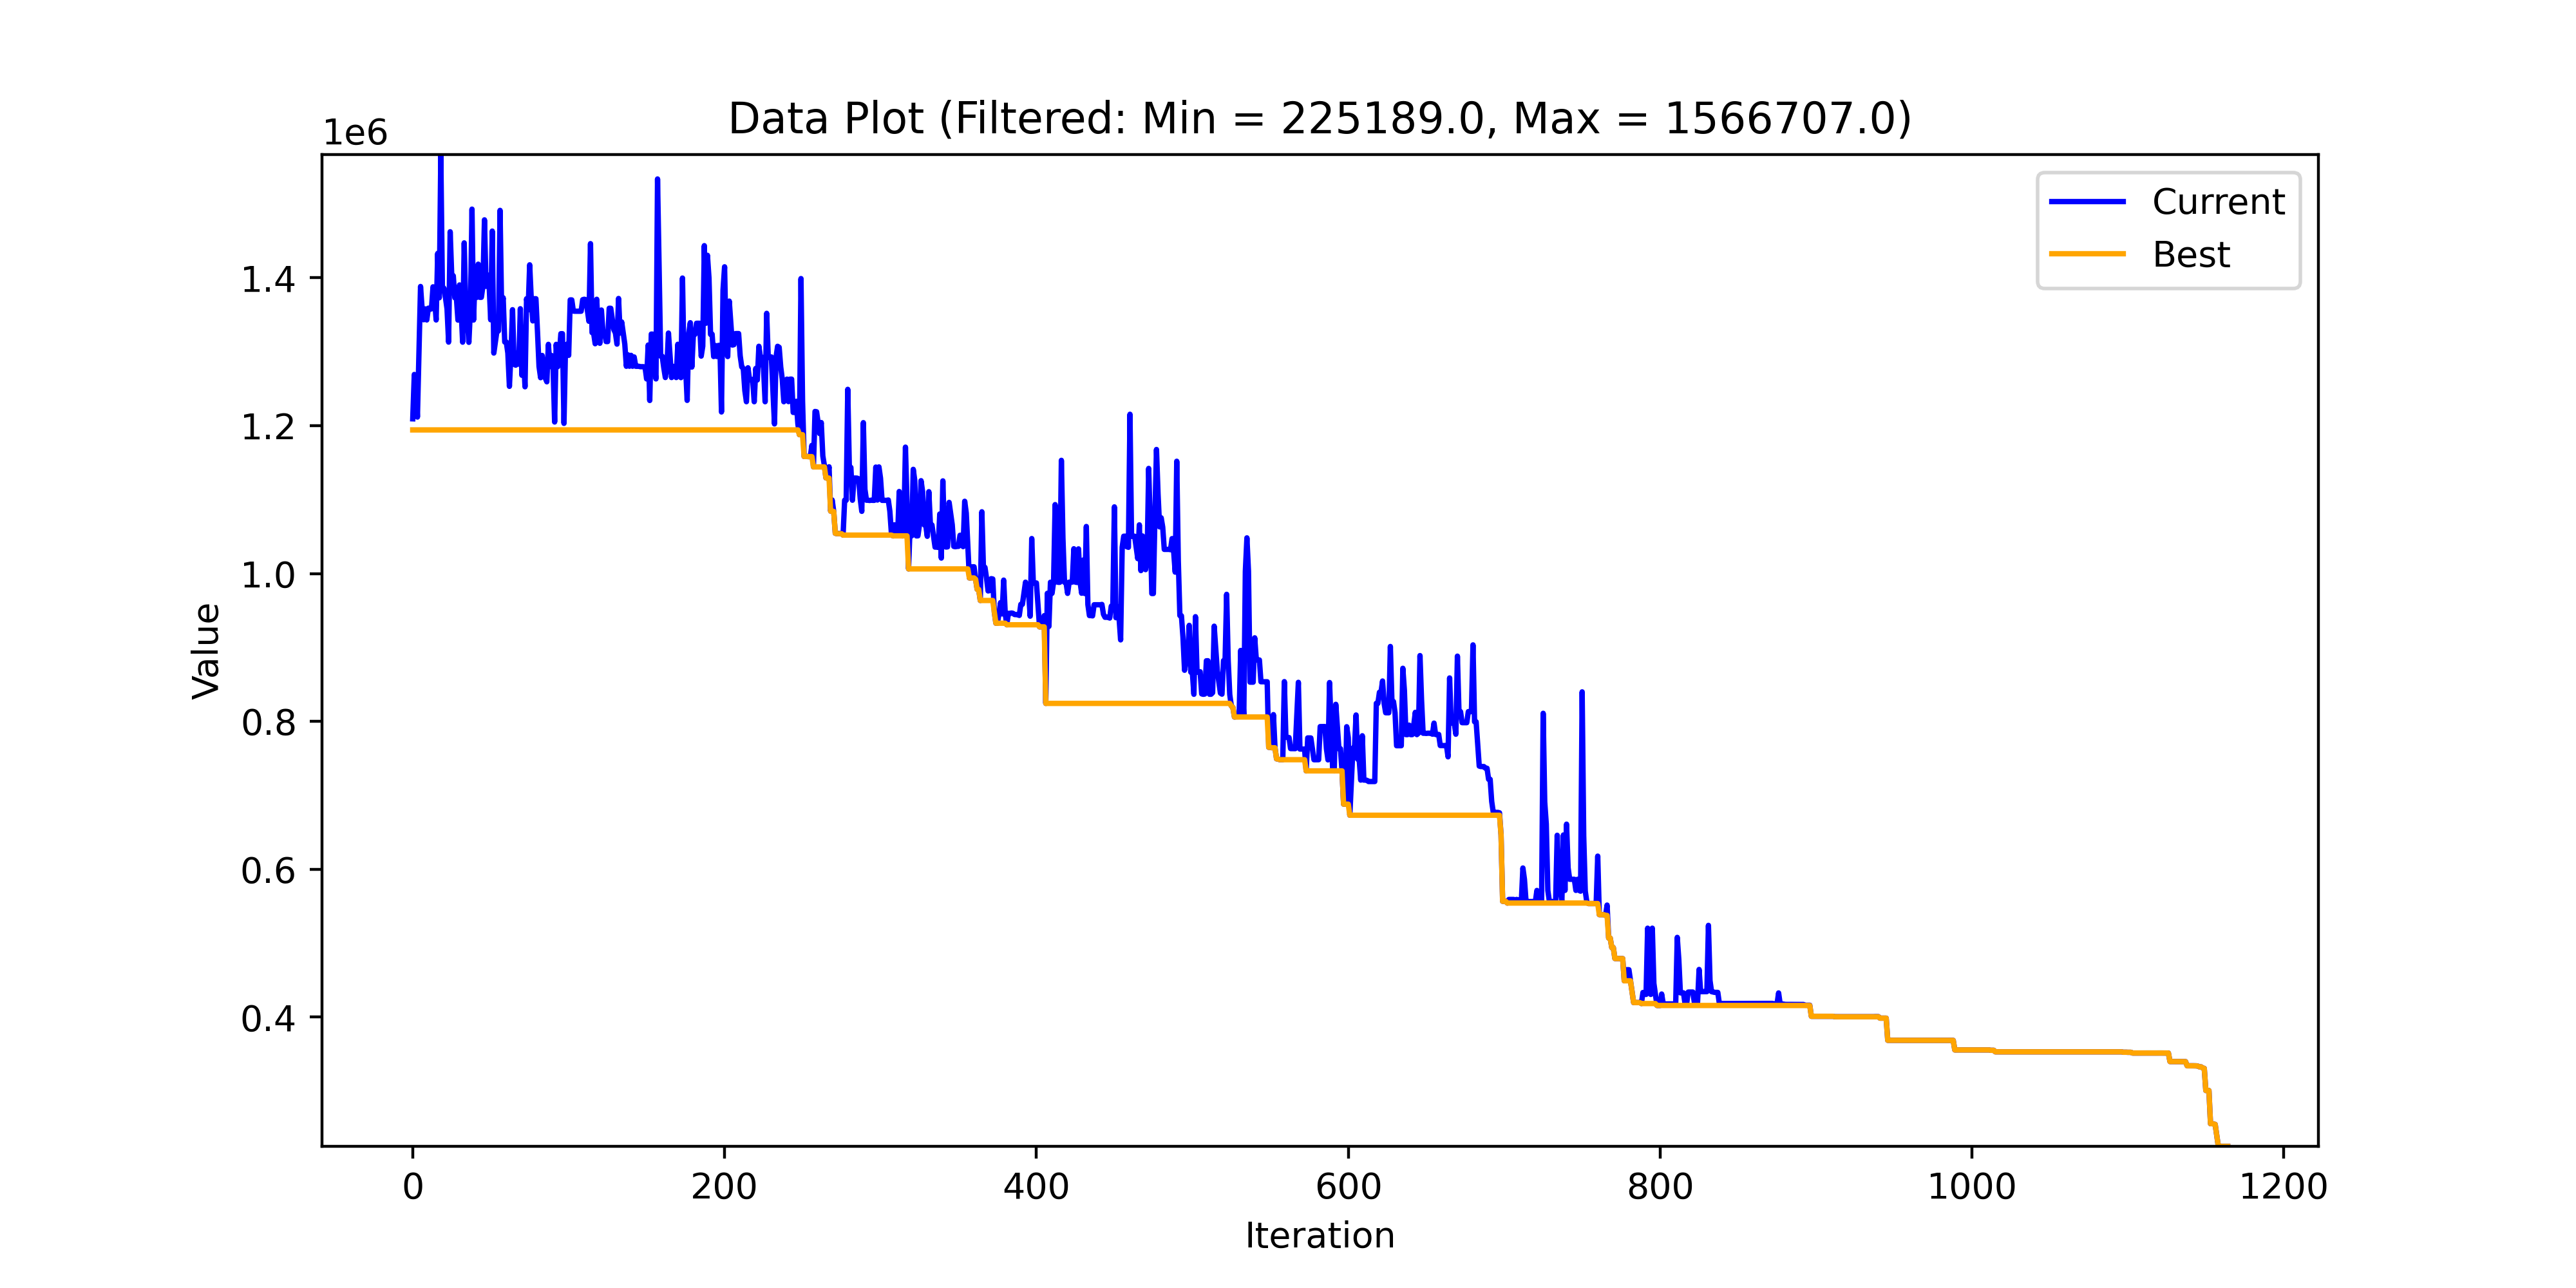 Data Plot (Filtered: Min = 225189.0, Max = 1566707.0)
1e6
Current
Best
1.4
1.2
1.0
0.8
0.6
0.4
Value
0 200 400 600 800 1000 1200
Iteration